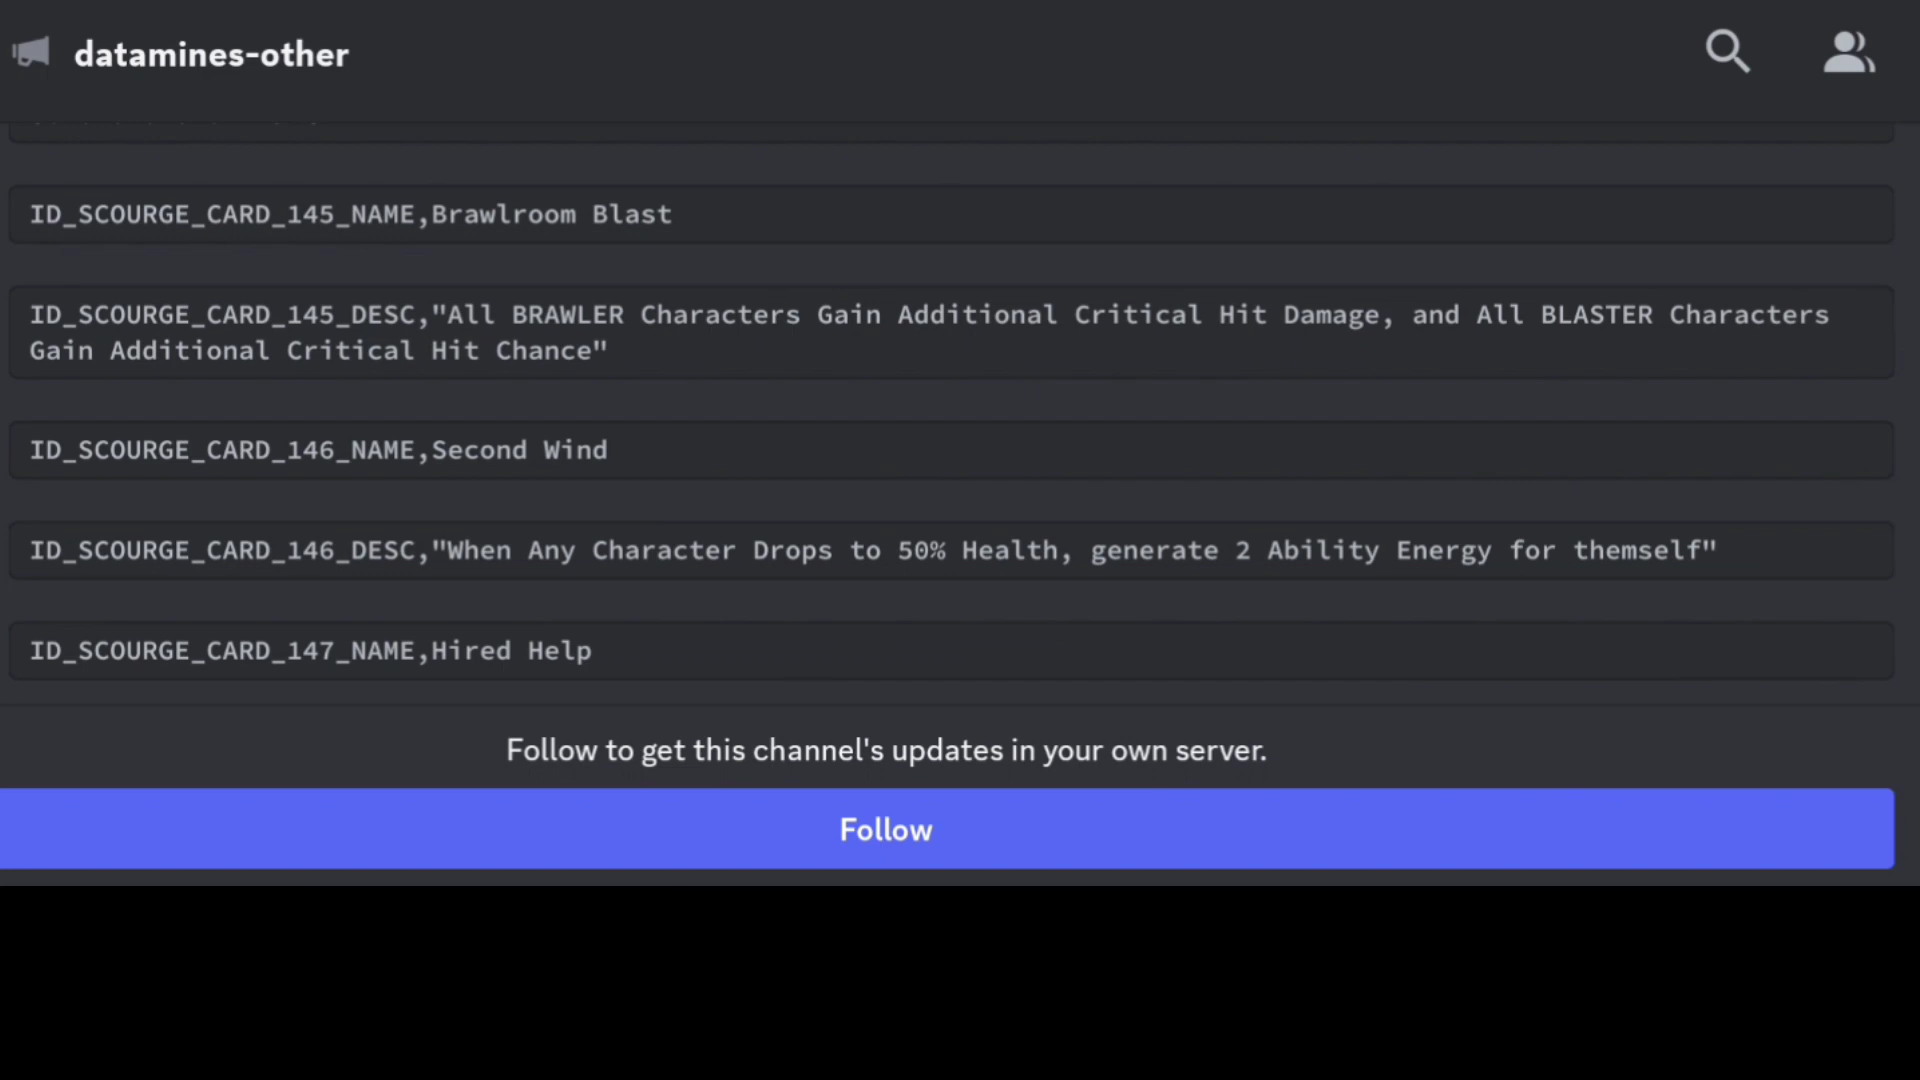 datamines-other
ID_SCOURGE_CARD_145_NAME,Brawlroom Blast
ID_SCOURGE_CARD_145_DESC,"All BRAWLER Characters Gain Additional Critical Hit Damage, and All BLASTER Characters
Gain Additional Critical Hit Chance"
ID_SCOURGE_CARD_146_NAME,Second Wind
ID_SCOURGE_CARD_146_DESC,"When Any Character Drops to 50% Health, generate 2 Ability Energy for themself"
ID_SCOURGE_CARD_147_NAME,Hired Help
Follow to get this channel's updates in your own server.
Follow